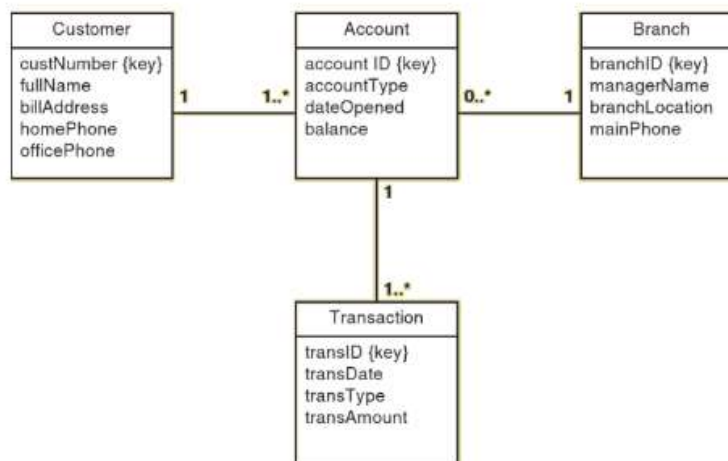 Customer
custNumber {key}
fullName
billAddress
homePhone
officePhone
1
1..*
Account
account ID {key}
accountType
dateOpened
balance
0..*
1
Branch
branchID {key}
managerName
branchLocation
mainPhone
1
1..*
Transaction
transID {key}
transDate
transType
transAmount